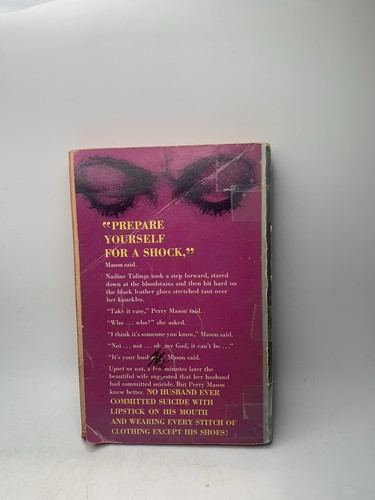 “PREPARE
YOURSELF
FOR A SHOCK,”
Mason said.
Nadine Tidings took a step forward, stared
down at the bloodstains and then bit hard on
the black leather glove stretched taut over
her knuckles.
“Take it easy,” Perry Mason said.
“Who ... who?” she asked.
“I think it's someone you know,” Mason said.
“Not ... not ... oh my God, it can't be ...”
“It's your husband,” Mason said.
Upset or not, a few minutes later the
beautiful wife suggested that her husband
had committed suicide. But Perry Mason
knew better. NO HUSBAND EVER
COMMITTED SUICIDE WITH
LIPSTICK ON HIS MOUTH
AND WEARING EVERY STITCH OF
CLOTHING EXCEPT HIS SHOES!